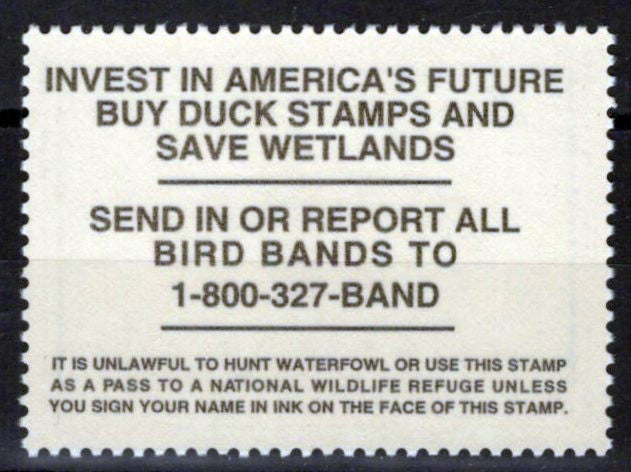 INVEST IN AMERICA'S FUTURE
BUY DUCK STAMPS AND
SAVE WETLANDS
SEND IN OR REPORT ALL
BIRD BANDS TO
1-800-327-BAND
IT IS UNLAWFUL TO HUNT WATERFOWL OR USE THIS STAMP
AS A PASS TO A NATIONAL WILDLIFE REFUGE UNLESS
YOU SIGN YOUR NAME IN INK ON THE FACE OF THIS STAMP.